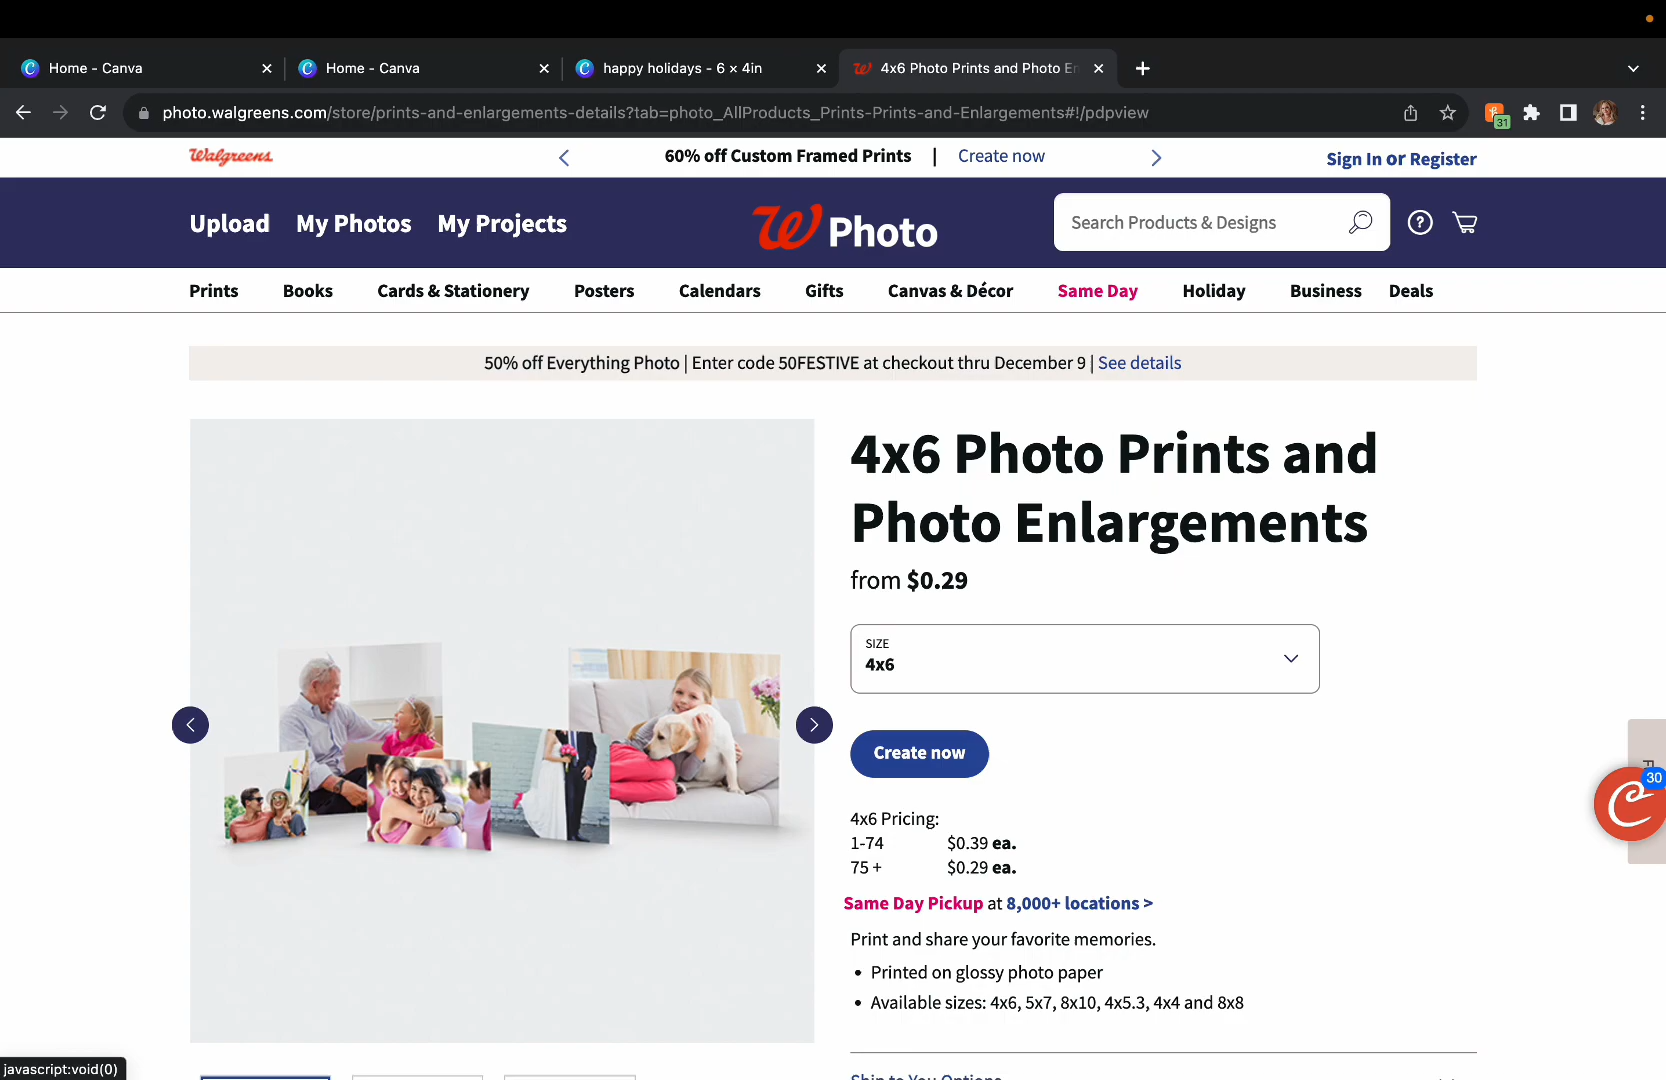 Home - Canva
Home - Canva
happy holidays - 6 × 4in
4x6 Photo Prints and Photo En
photo.walgreens.com/store/prints-and-enlargements-details?tab=photo_AllProducts_Prints-Prints-and-Enlargements#!/pdpview
31
Walgreens
60% off Custom Framed Prints | Create now
Sign In or Register
Upload My Photos My Projects
W Photo
Search Products & Designs
?
Prints Books Cards & Stationery Posters Calendars Gifts Canvas & Décor Same Day Holiday Business Deals
50% off Everything Photo | Enter code 50FESTIVE at checkout thru December 9 | See details
4x6 Photo Prints and
Photo Enlargements
from $0.29
SIZE
4x6
Create now
30
4x6 Pricing:
1-74 $0.39 ea.
75 + $0.29 ea.
Same Day Pickup at 8,000+ locations >
Print and share your favorite memories.
• Printed on glossy photo paper
• Available sizes: 4x6, 5x7, 8x10, 4x5.3, 4x4 and 8x8
javascript:void(0)
Ship to You Options